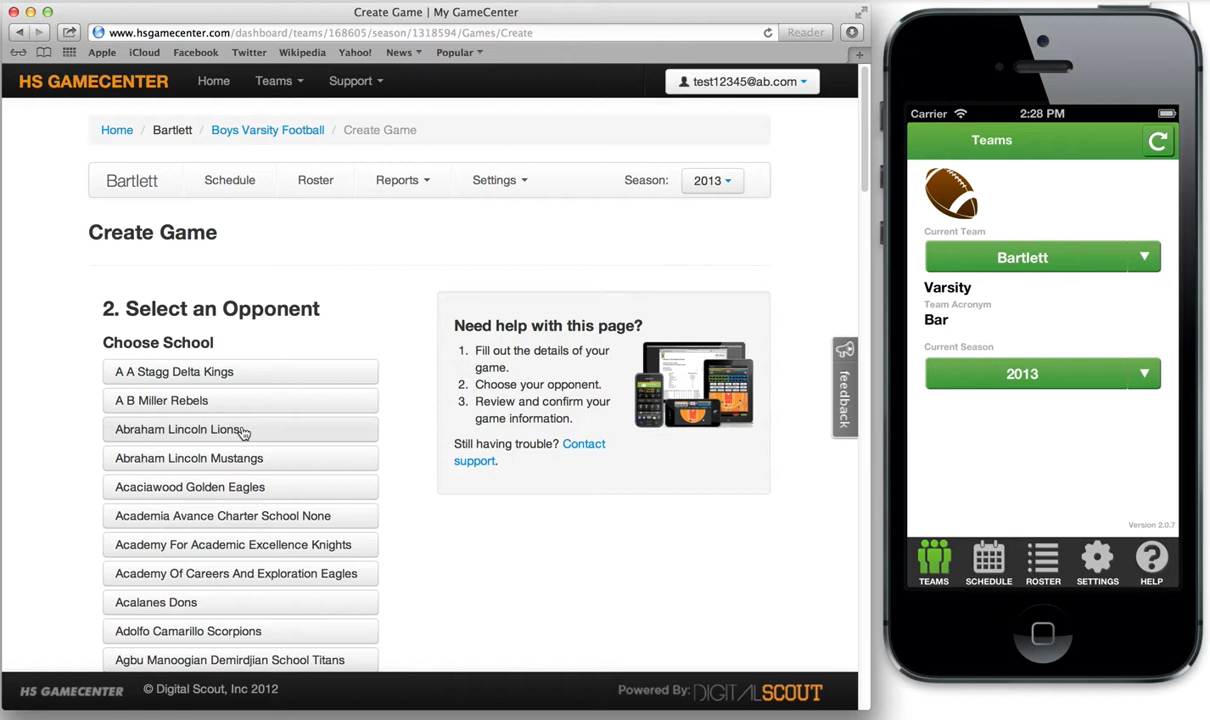 Create Game | My GameCenter
www.hsgamecenter.com/dashboard/teams/168605/season/1318594/Games/Create
Reader
Apple iCloud Facebook Twitter Wikipedia Yahoo! News Popular
HS GAMECENTER Home Teams Support test12345@ab.com
Home / Bartlett / Boys Varsity Football / Create Game
Bartlett Schedule Roster Reports Settings Season: 2013
Create Game
2. Select an Opponent
Choose School
A A Stagg Delta Kings
A B Miller Rebels
Abraham Lincoln Lions
Abraham Lincoln Mustangs
Acaciawood Golden Eagles
Academia Avance Charter School None
Academy For Academic Excellence Knights
Academy Of Careers And Exploration Eagles
Acalanes Dons
Adolfo Camarillo Scorpions
Agbu Manoogian Demirdjian School Titans
Need help with this page?
1. Fill out the details of your
game.
2. Choose your opponent.
3. Review and confirm your
game information.
Still having trouble? Contact
support.
feedback
HS GAMECENTER © Digital Scout, Inc 2012 Powered By: DIGITALSCOUT
Carrier 2:28 PM
Teams
Current Team
Bartlett
Varsity
Team Acronym
Bar
Current Season
2013
Version 2.0.7
TEAMS SCHEDULE ROSTER SETTINGS HELP